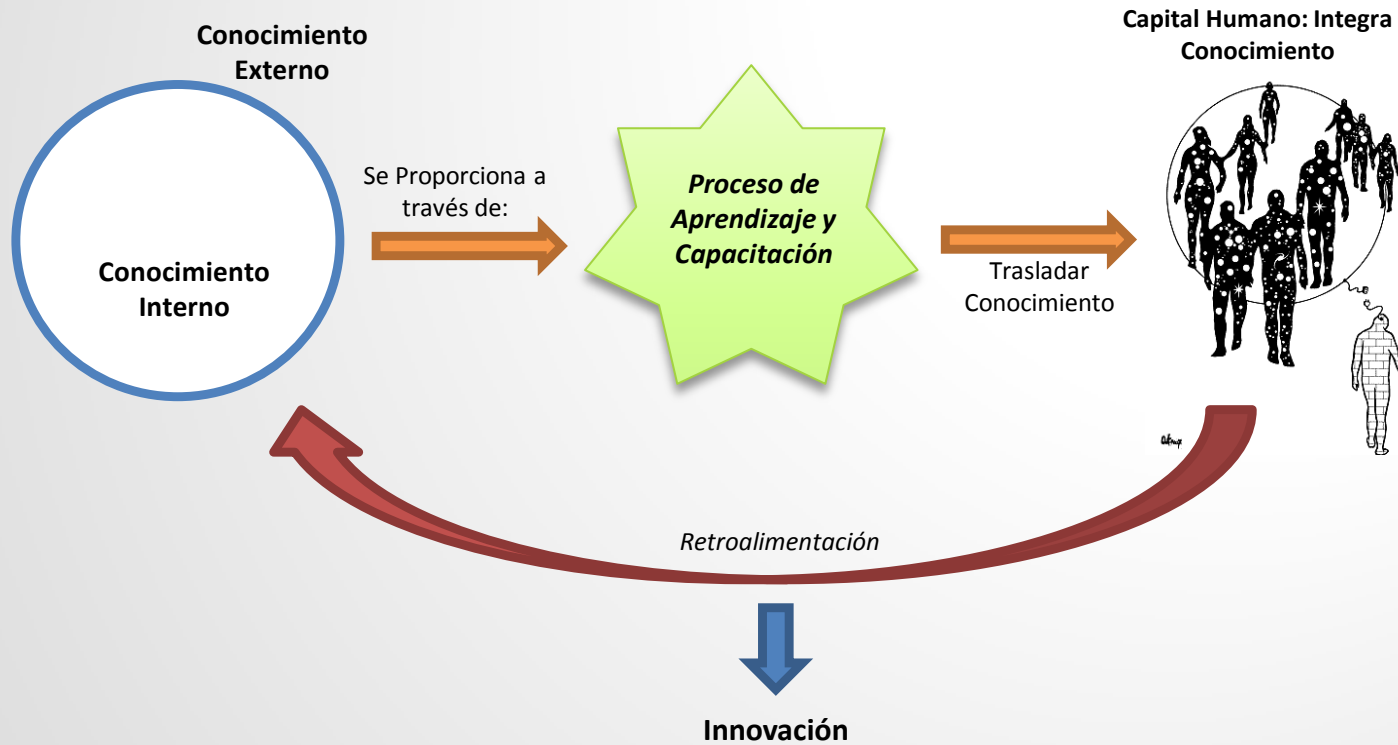 Conocimiento
Externo
Conocimiento
Interno
Se Proporciona a
través de:
Proceso de
Aprendizaje y
Capacitación
Trasladar
Conocimiento
Capital Humano: Integra
Conocimiento
Retroalimentación
Innovación